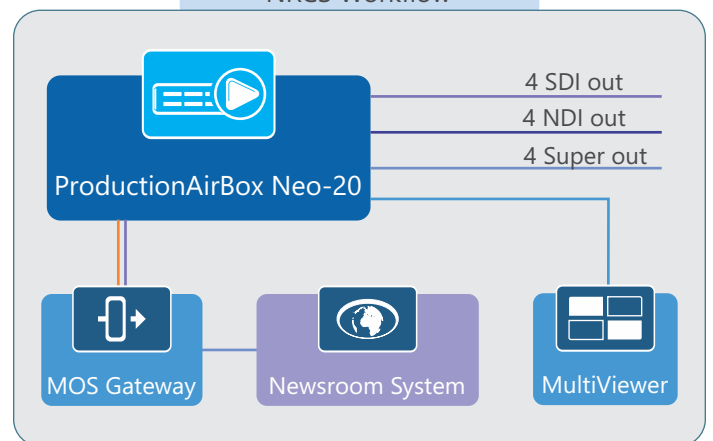 4 SDI out
4 NDI out
4 Super out
ProductionAirBox Neo-20
MOS Gateway
Newsroom System
MultiViewer